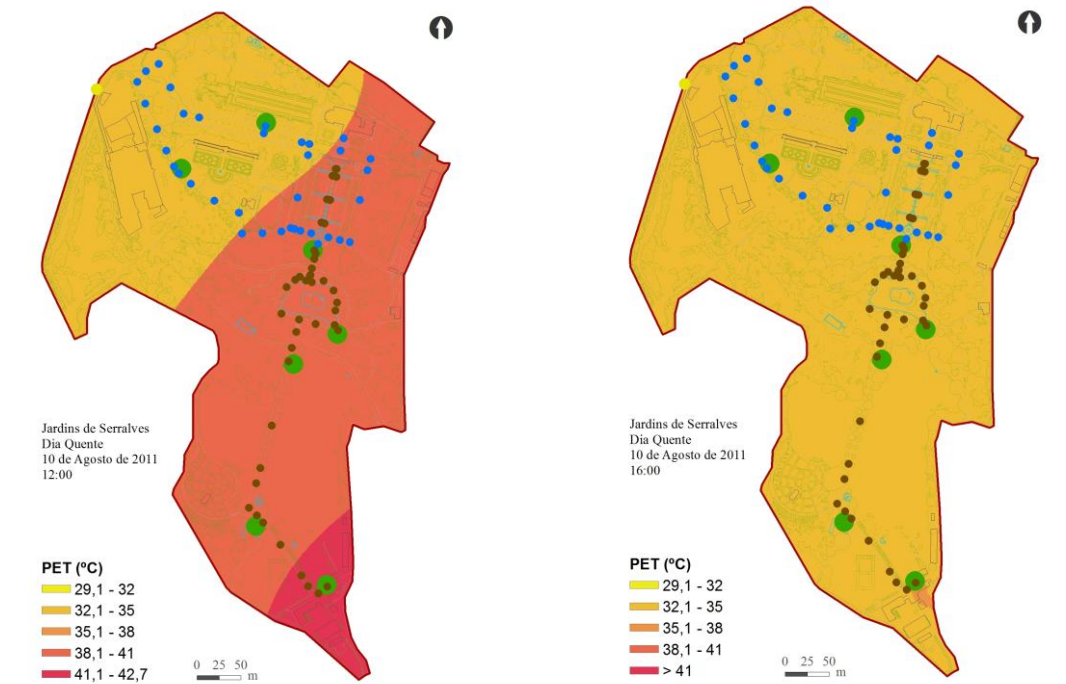 Jardins de Serralves
Dia Quente
10 de Agosto de 2011
12:00
PET (ºC)
29,1 - 32
32,1 - 35
35,1 - 38
38,1 - 41
41,1 - 42,7
0 25 50
m
Jardins de Serralves
Dia Quente
10 de Agosto de 2011
16:00
PET (ºC)
29,1 - 32
32,1 - 35
35,1 - 38
38,1 - 41
> 41
0 25 50
m